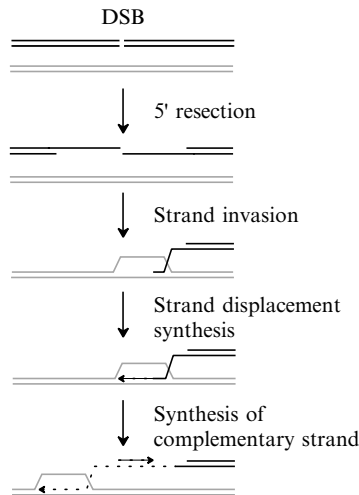 DSB
5' resection
Strand invasion
Strand displacement
synthesis
Synthesis of
complementary strand